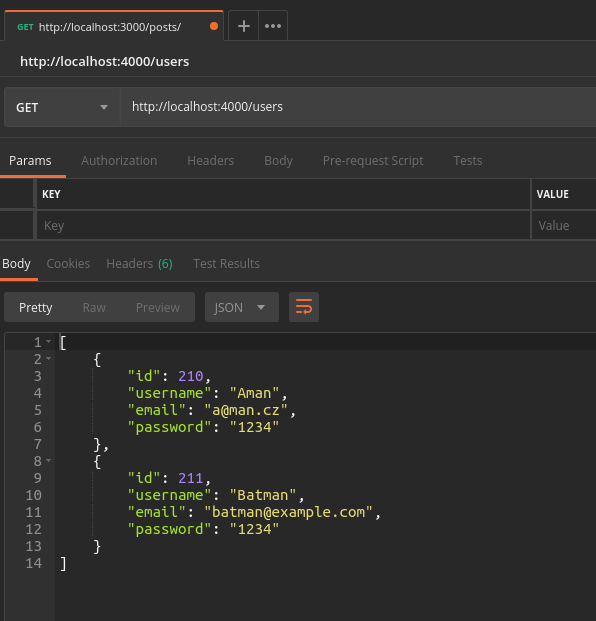 GET http://localhost:3000/posts/
http://localhost:4000/users
GET http://localhost:4000/users
Params Authorization Headers Body Pre-request Script Tests
KEY VALUE
Key Value
Body Cookies Headers (6) Test Results
Pretty Raw Preview JSON
1 [
2 {
3 "id": 210,
4 "username": "Aman",
5 "email": "a@man.cz",
6 "password": "1234"
7 },
8 {
9 "id": 211,
10 "username": "Batman",
11 "email": "batman@example.com",
12 "password": "1234"
13 }
14 ]